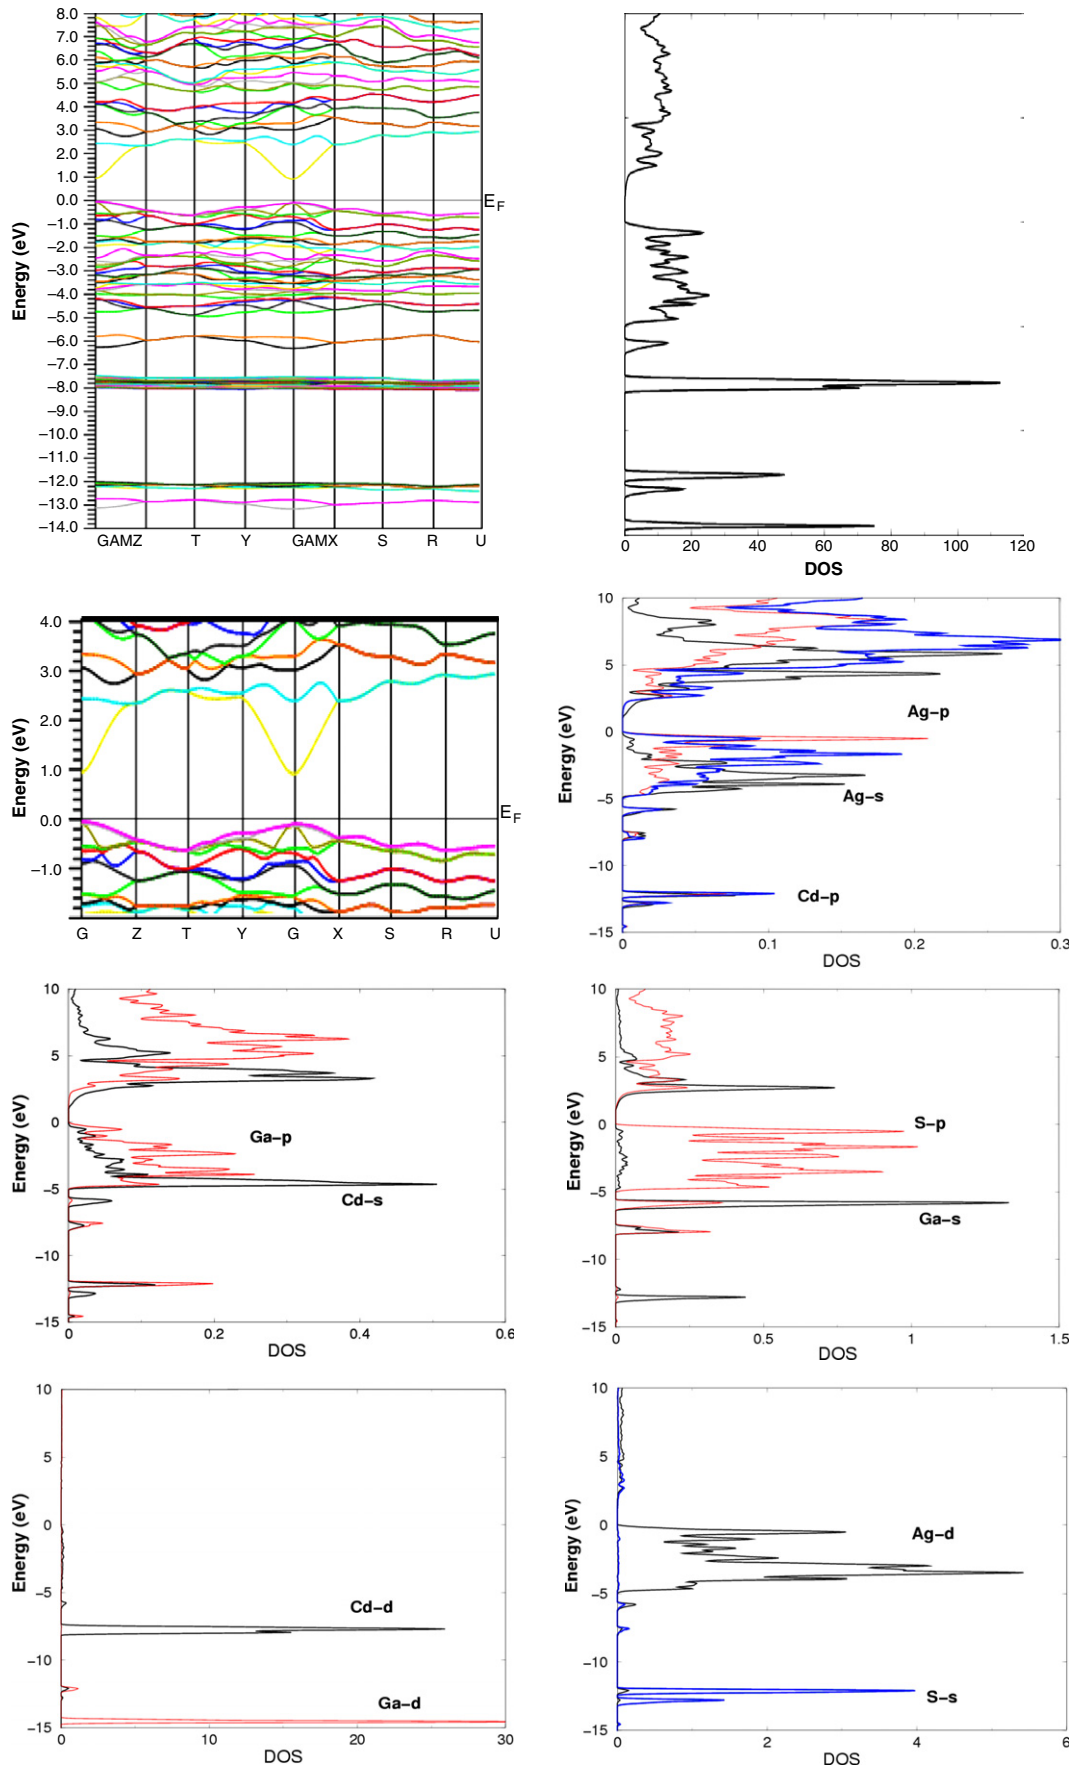 8.0
7.0
6.0
5.0
4.0
3.0
2.0
1.0
0.0
−1.0
−2.0
−3.0
−4.0
−5.0
−6.0
−7.0
−8.0
−9.0
−10.0
−11.0
−12.0
−13.0
−14.0
Energy (eV)
E F
GAMZ T Y GAMX S R U
0 20 40 60 80 100 120
DOS
4.0
3.0
2.0
1.0
0.0
−1.0
Energy (eV)
E F
G Z T Y G X S R U
10
5
0
−5
−10
−15
Energy (eV)
Ag−p
Ag−s
Cd−p
0 0.1 0.2 0.3
DOS
10
5
0
−5
−10
−15
Energy (eV)
Ga−p
Cd−s
0 0.2 0.4 0.6
DOS
10
5
0
−5
−10
−15
Energy (eV)
S−p
Ga−s
0 0.5 1 1.5
DOS
10
5
0
−5
−10
−15
Energy (eV)
Cd−d
Ga−d
0 10 20 30
DOS
10
5
0
−5
−10
−15
Energy (eV)
Ag−d
S−s
0 2 4 6
DOS